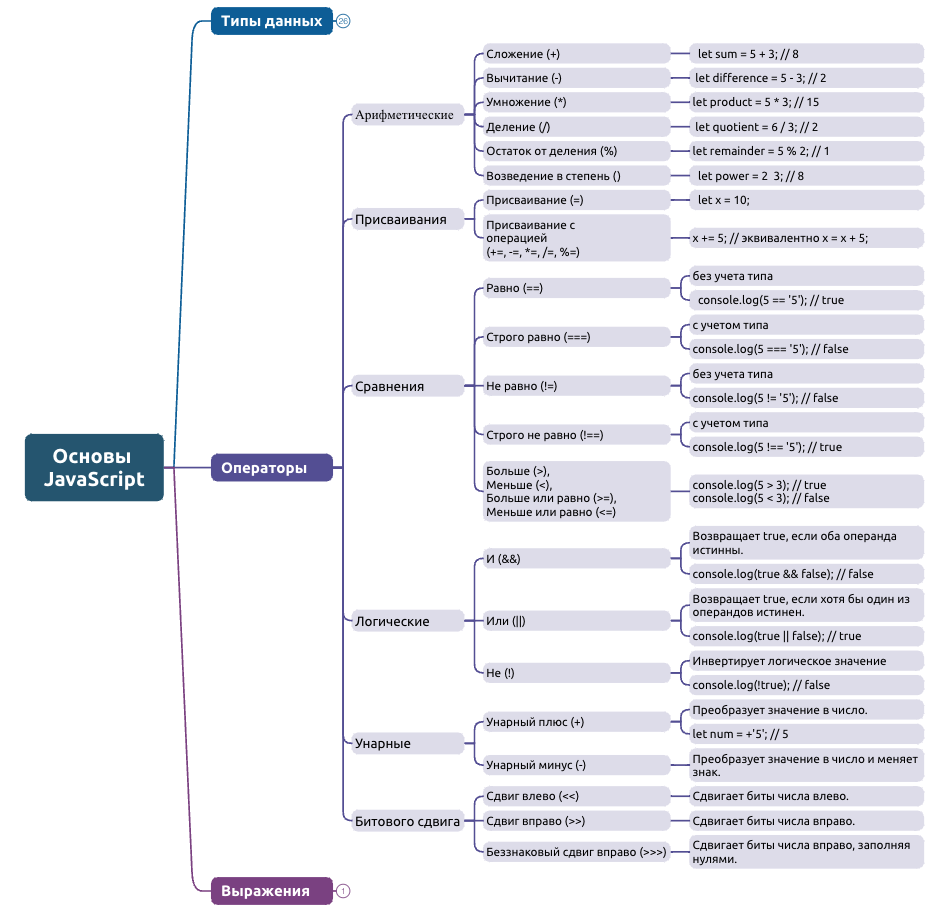 Типы данных
26
Сложение (+)
let sum = 5 + 3; // 8
Вычитание (-)
let difference = 5 - 3; // 2
Арифметические
Умножение (*)
let product = 5 * 3; // 15
Деление (/)
let quotient = 6 / 3; // 2
Остаток от деления (%)
let remainder = 5 % 2; // 1
Возведение в степень ()
let power = 2  3; // 8
Присваивания
Присваивание (=)
let x = 10;
Присваивание с
операцией
(+=, -=, *=, /=, %=)
x += 5; // эквивалентно x = x + 5;
Сравнения
Равно (==)
без учета типа
console.log(5 == '5'); // true
Строго равно (===)
с учетом типа
console.log(5 === '5'); // false
Не равно (!=)
без учета типа
console.log(5 != '5'); // false
Строго не равно (!==)
с учетом типа
console.log(5 !== '5'); // true
Больше (>),
Меньше (<),
Больше или равно (>=),
Меньше или равно (<=)
console.log(5 > 3); // true
console.log(5 < 3); // false
Основы
JavaScript
Операторы
Логические
И (&&)
Возвращает true, если оба операнда
истинны.
console.log(true && false); // false
Или (||)
Возвращает true, если хотя бы один из
операндов истинен.
console.log(true || false); // true
Не (!)
Инвертирует логическое значение
console.log(!true); // false
Унарные
Унарный плюс (+)
Преобразует значение в число.
let num = +'5'; // 5
Унарный минус (-)
Преобразует значение в число и меняет
знак.
Битового сдвига
Сдвиг влево (<<)
Сдвигает биты числа влево.
Сдвиг вправо (>>)
Сдвигает биты числа вправо.
Беззнаковый сдвиг вправо (>>>)
Сдвигает биты числа вправо, заполняя
нулями.
Выражения
1